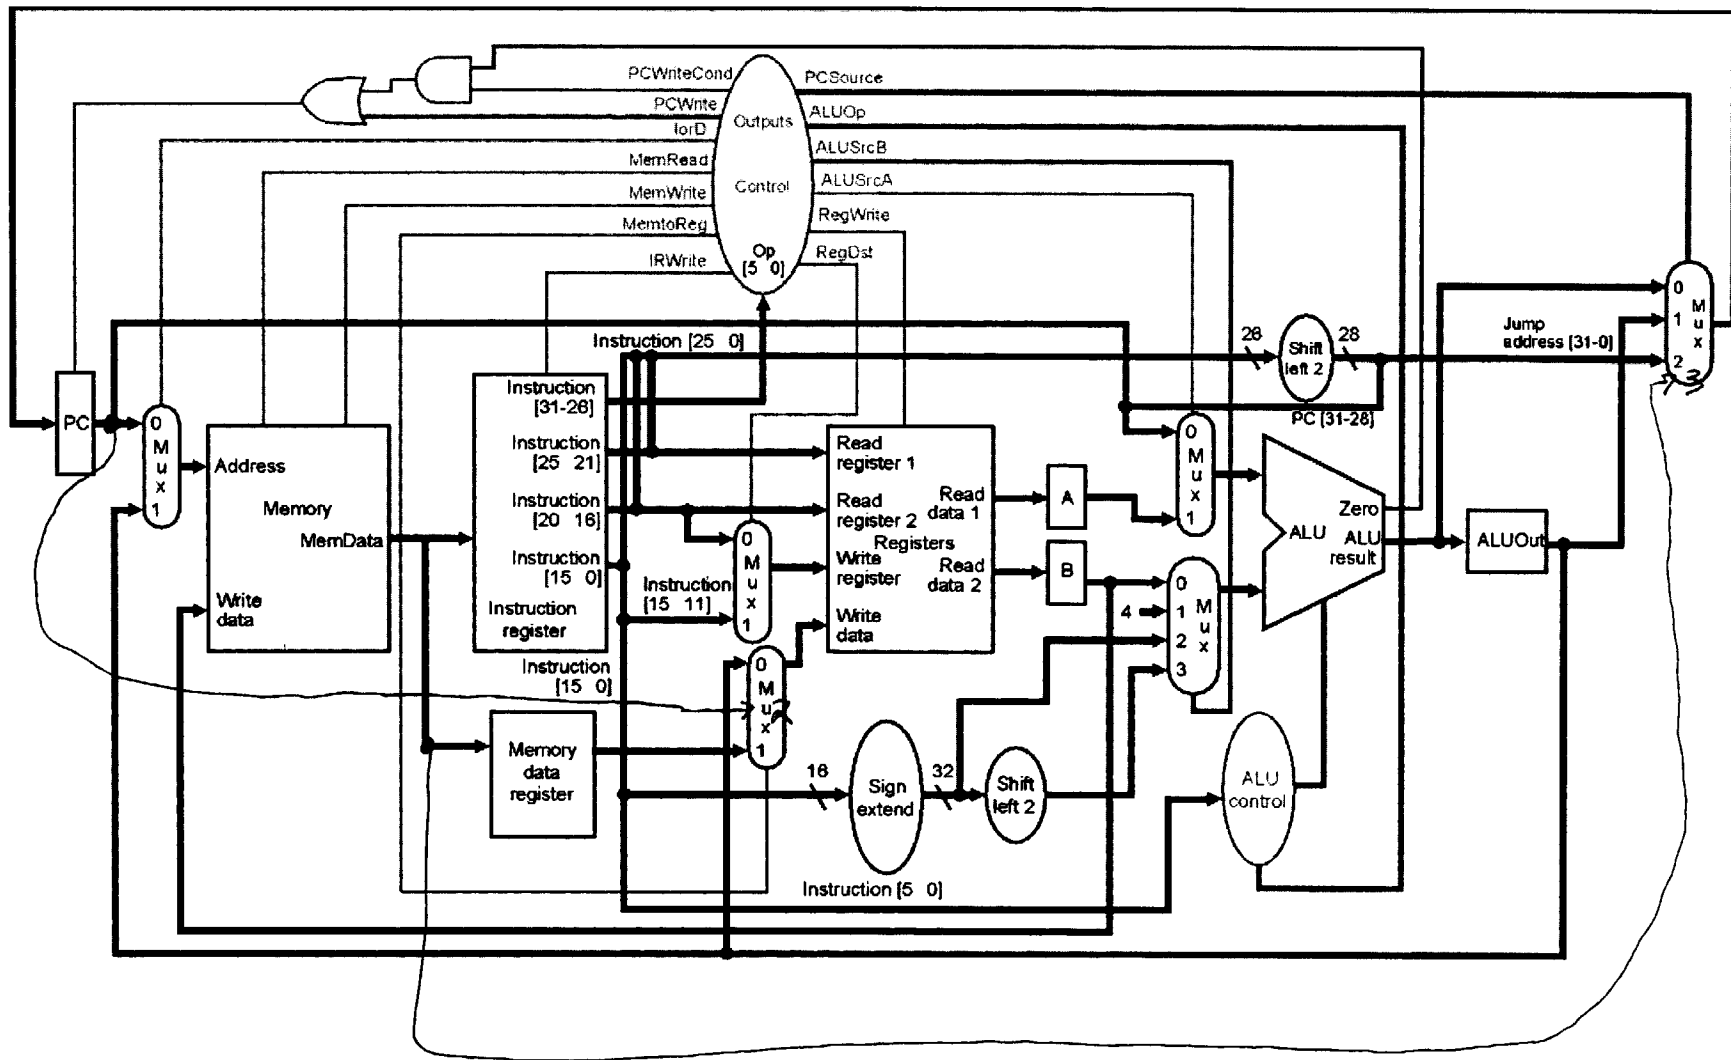 PCWriteCond
PCSource
PCWrite
ALUOp
Outputs
IorD
ALUSrcB
MemRead
ALUSrcA
Control
MemWrite
RegWrite
MemtoReg
RegDst
Op
[5 0]
IRWrite
Instruction [25 0]
26
28
Shift
left 2
Jump
address [31-0]
0
1
2
3
M
u
x
PC [31-28]
PC
0
M
u
x
1
Address
Memory
MemData
Write
data
Instruction
[31-26]
Instruction
[25 21]
Instruction
[20 16]
Instruction
[15 0]
Instruction
register
Instruction
[15 11]
0
M
u
x
1
Read
register 1
Read
register 2
Registers
Write
register
Write
data
Read
data 1
Read
data 2
A
B
0
M
u
x
1
4
0
1
2
3
M
u
x
Zero
ALU
ALU
result
ALUOut
Instruction
[15 0]
0
M
u
x
1
2
Memory
data
register
16
Sign
extend
32
Shift
left 2
ALU
control
Instruction [5 0]